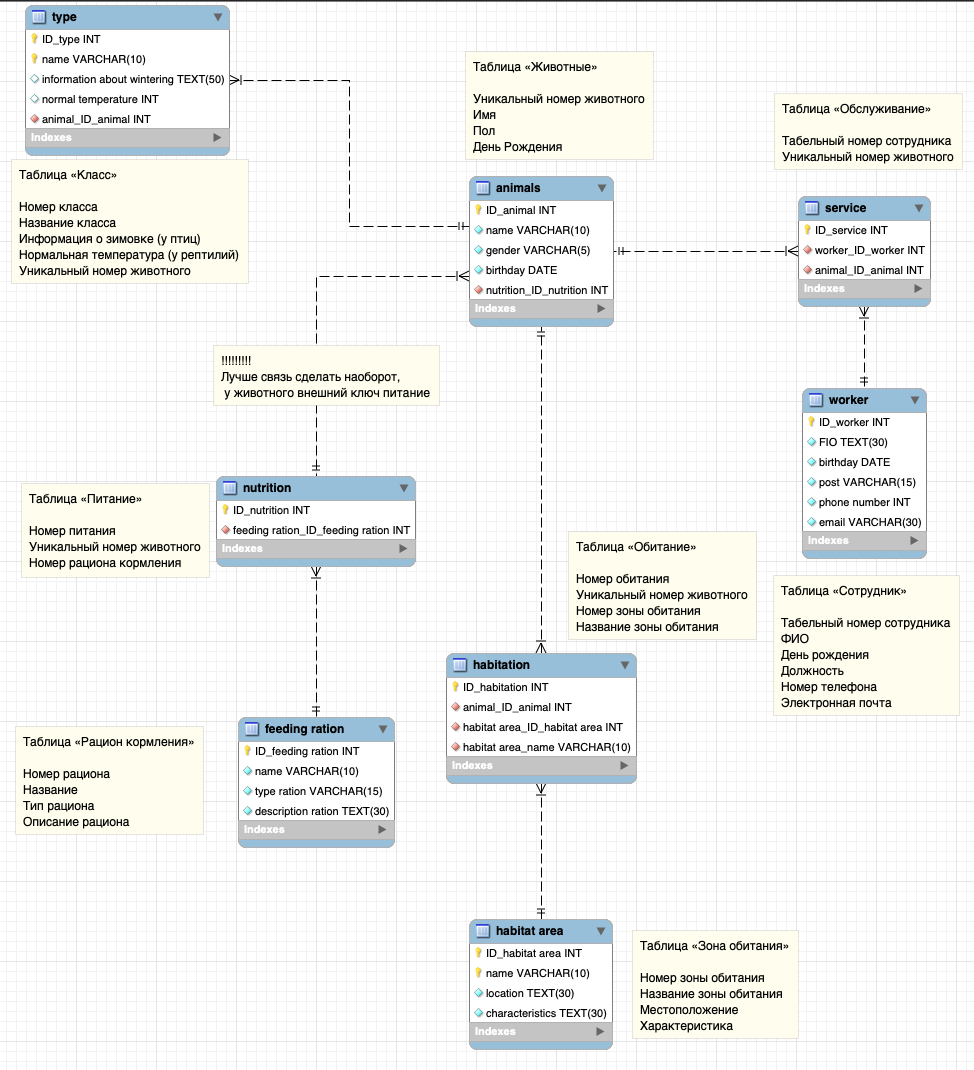 type
ID_type INT
name VARCHAR(10)
information about wintering TEXT(50)
normal temperature INT
animal_ID_animal INT
Indexes
Таблица «Класс»
Номер класса
Название класса
Информация о зимовке (у птиц)
Нормальная температура (у рептилий)
Уникальный номер животного
Таблица «Животные»
Уникальный номер животного
Имя
Пол
День Рождения
animals
ID_animal INT
name VARCHAR(10)
gender VARCHAR(5)
birthday DATE
nutrition_ID_nutrition INT
Indexes
Таблица «Обслуживание»
Табельный номер сотрудника
Уникальный номер животного
service
ID_service INT
worker_ID_worker INT
animal_ID_animal INT
Indexes
!!!!!!!!!
Лучше связь сделать наоборот,
у животного внешний ключ питание
worker
ID_worker INT
FIO TEXT(30)
birthday DATE
post VARCHAR(15)
phone number INT
email VARCHAR(30)
Indexes
Таблица «Питание»
Номер питания
Уникальный номер животного
Номер рациона кормления
nutrition
ID_nutrition INT
feeding ration_ID_feeding ration INT
Indexes
Таблица «Обитание»
Номер обитания
Уникальный номер животного
Номер зоны обитания
Название зоны обитания
Таблица «Сотрудник»
Табельный номер сотрудника
ФИО
День рождения
Должность
Номер телефона
Электронная почта
habitation
ID_habitation INT
animal_ID_animal INT
habitat area_ID_habitat area INT
habitat area_name VARCHAR(10)
Indexes
Таблица «Рацион кормления»
Номер рациона
Название
Тип рациона
Описание рациона
feeding ration
ID_feeding ration INT
name VARCHAR(10)
type ration VARCHAR(15)
description ration TEXT(30)
Indexes
habitat area
ID_habitat area INT
name VARCHAR(10)
location TEXT(30)
characteristics TEXT(30)
Indexes
Таблица «Зона обитания»
Номер зоны обитания
Название зоны обитания
Местоположение
Характеристика